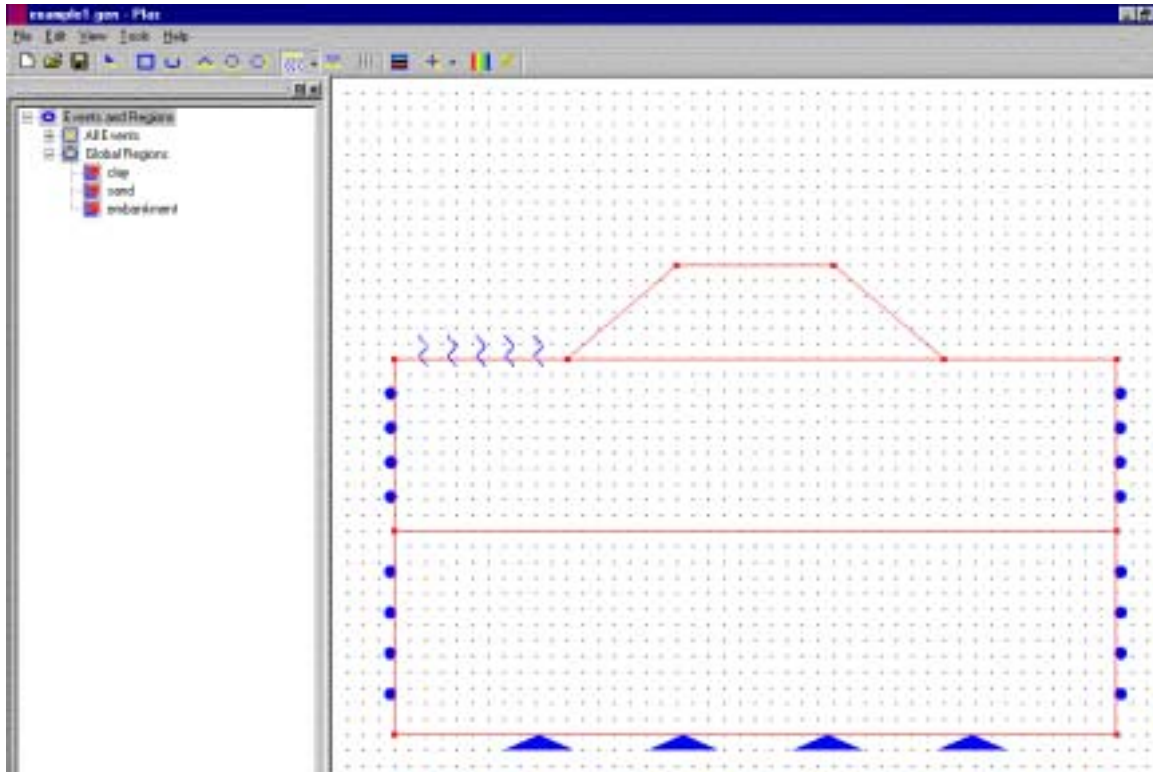 example1.gen - Plax
File Edit View Tools Help
Events and Regions
All Events
Global Regions
clay
sand
embankment